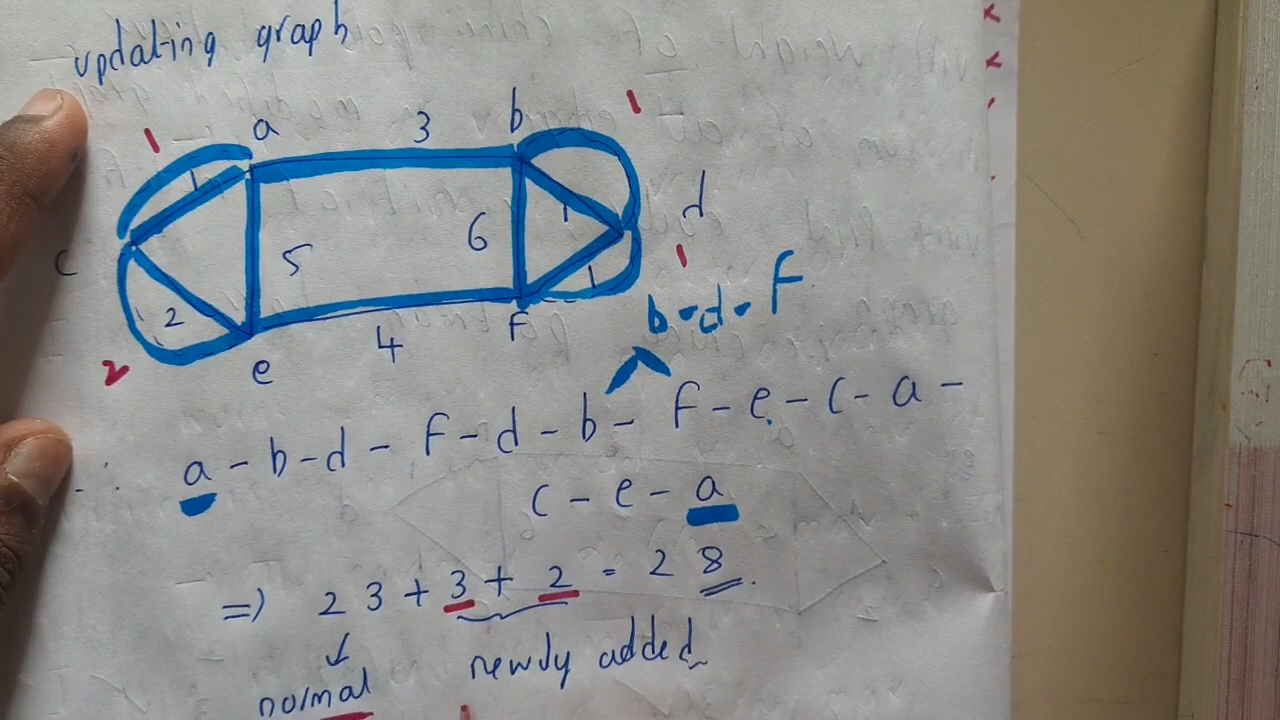 updating graph
1 a 3 b 1
1
c 5 6 1 d
2 1 1
2 e 4 f
b-d-f
∴ a - b - d - f - d - b - f - e - c - a -
c - e - a
=> 23 + 3 + 2 = 28.
↓ newly added
normal